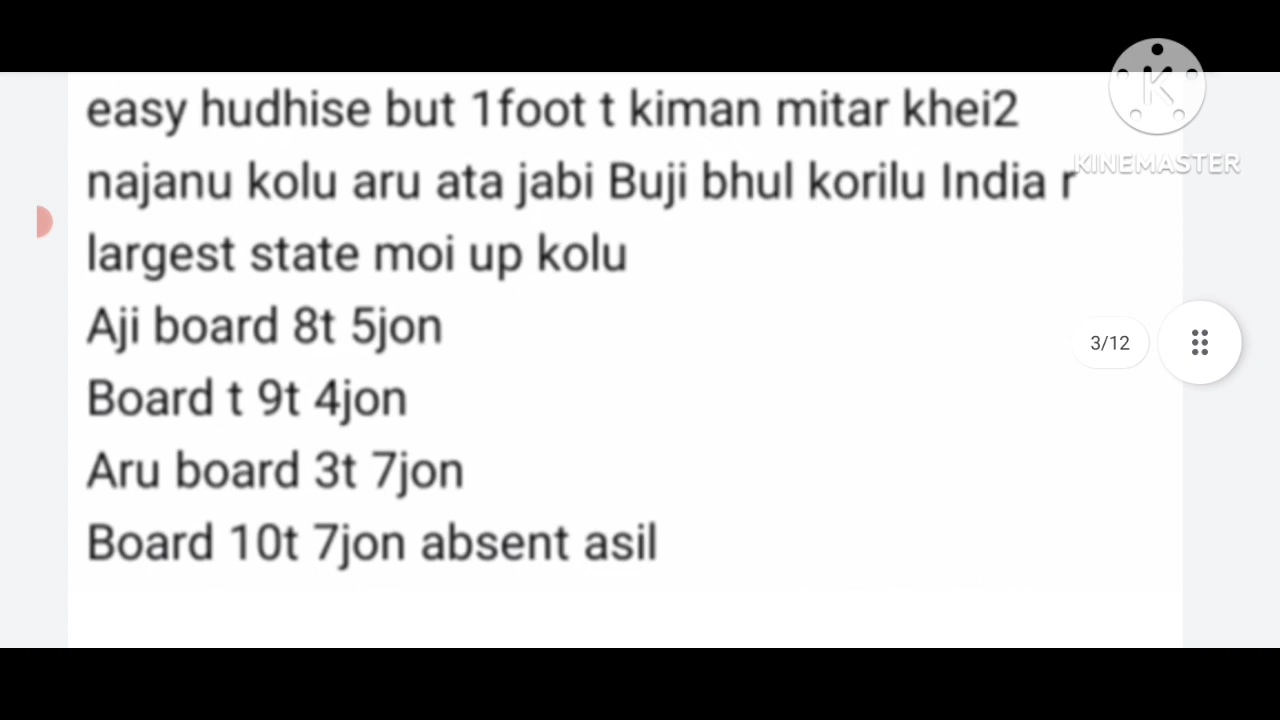 easy hudhise but 1foot t kiman mitar khei2
najanu kolu aru ata jabi Buji bhul korilu India r
largest state moi up kolu
Aji board 8t 5jon
Board t 9t 4jon
Aru board 3t 7jon
Board 10t 7jon absent asil
K
KINEMASTER
3/12